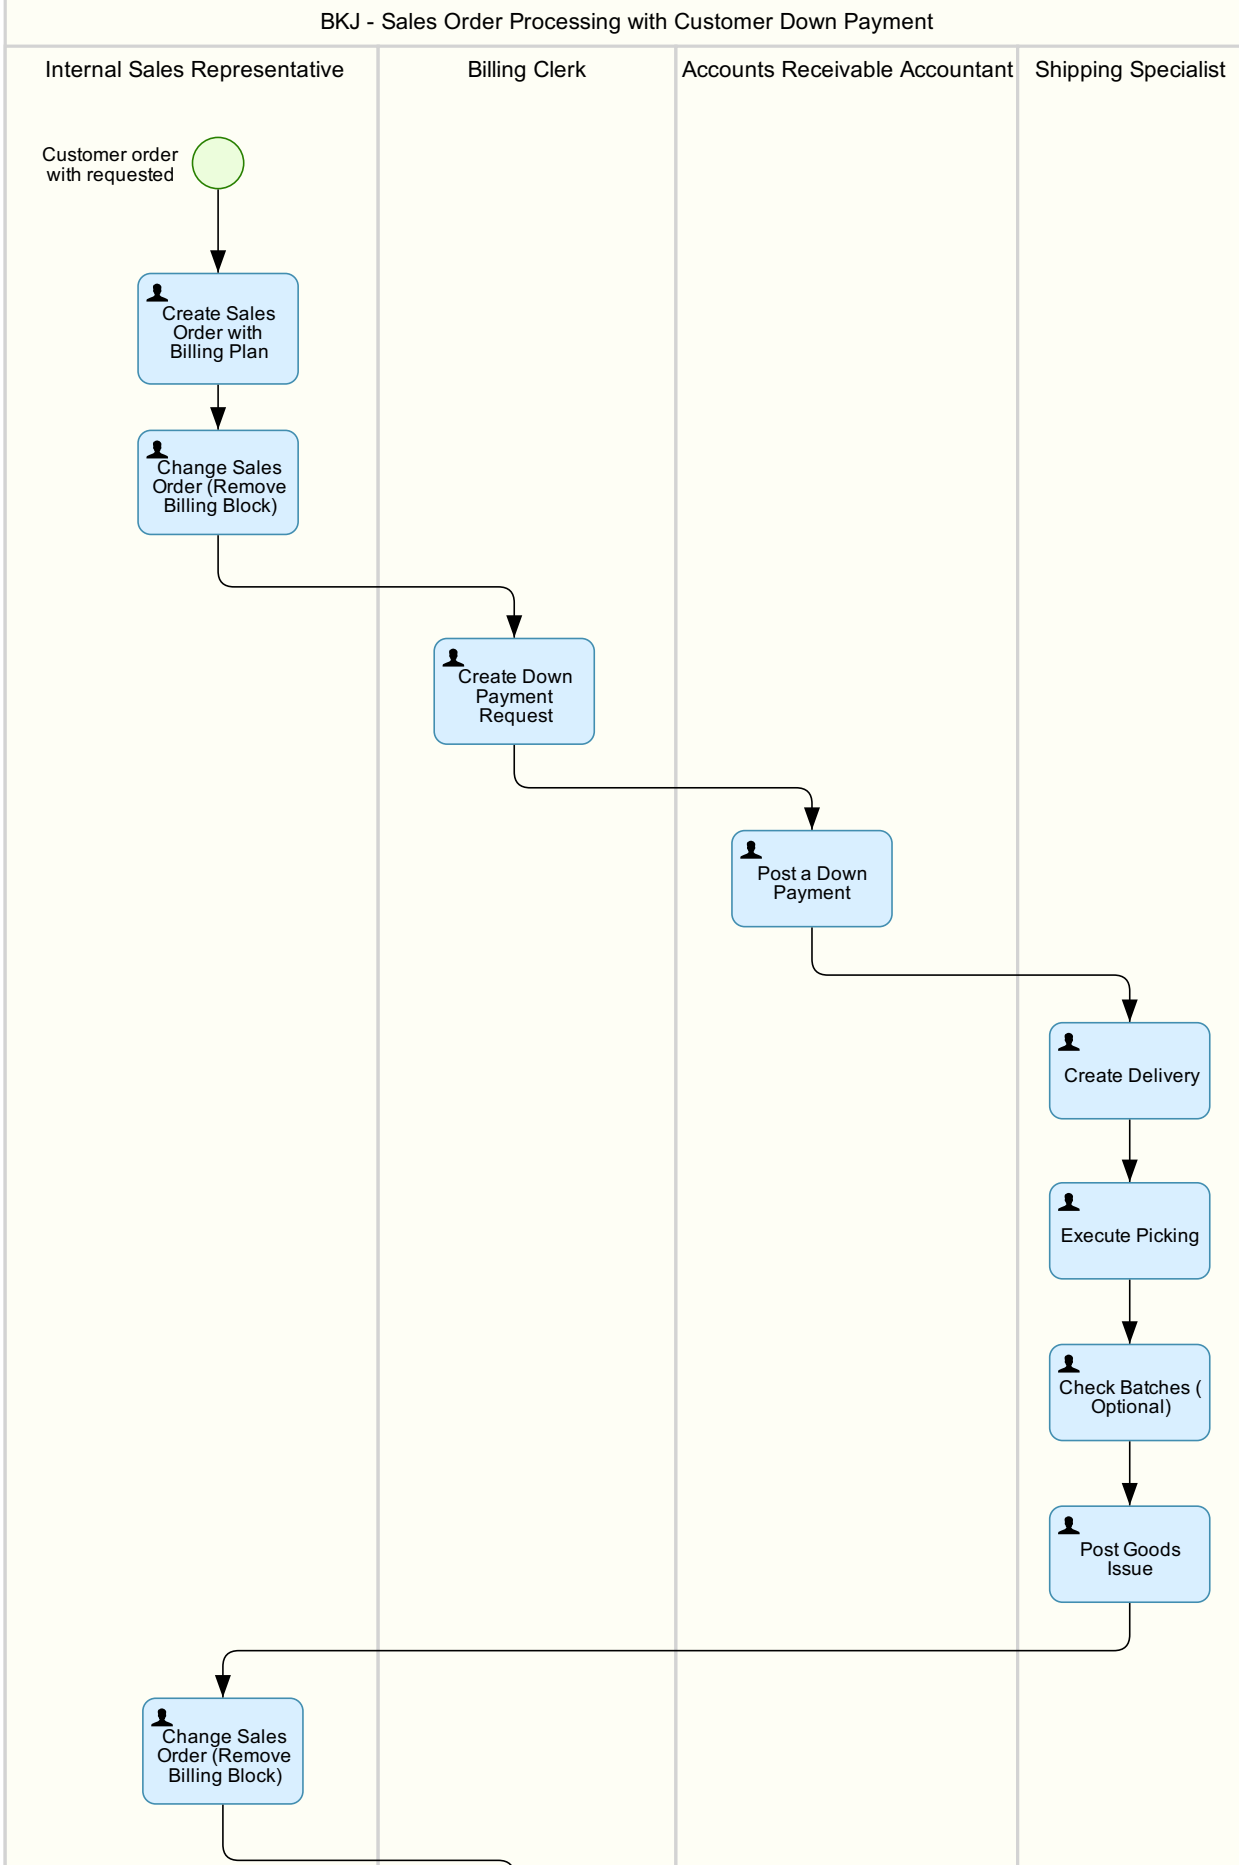 BKJ - Sales Order Processing with Customer Down Payment
Internal Sales Representative
Billing Clerk
Accounts Receivable Accountant
Shipping Specialist
Customer order
with requested
Create Sales
Order with
Billing Plan
Change Sales
Order (Remove
Billing Block)
Create Down
Payment
Request
Post a Down
Payment
Create Delivery
Execute Picking
Check Batches (
Optional)
Post Goods
Issue
Change Sales
Order (Remove
Billing Block)